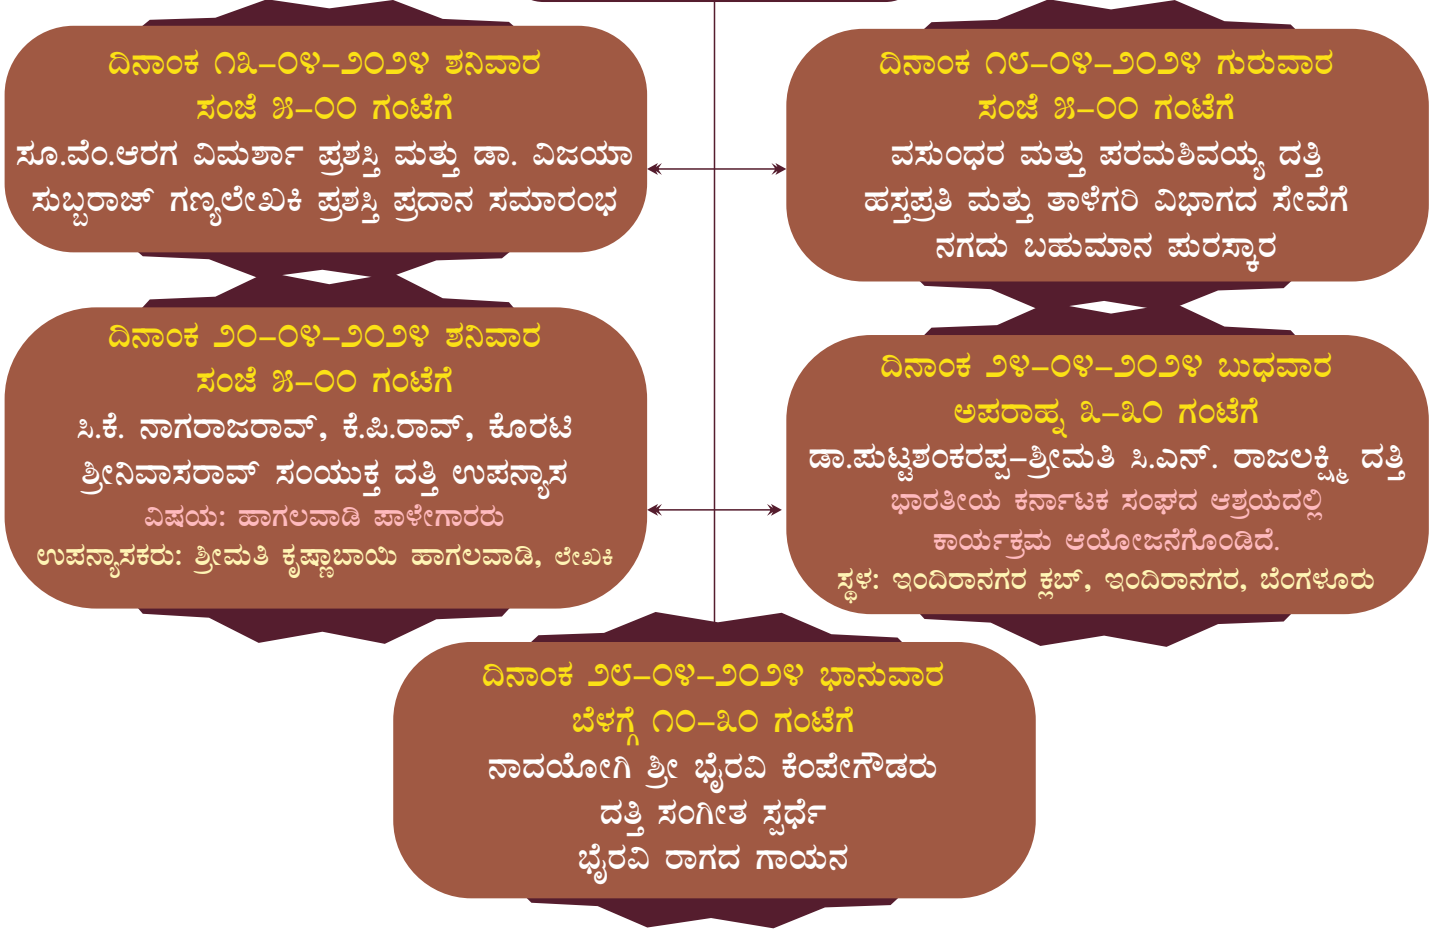 ದಿನಾಂಕ ೧೩–೦೪–೨೦೨೪ ಶನಿವಾರ
ಸಂಜೆ ೫–೦೦ ಗಂಟೆಗೆ
ಸೂ.ವೆಂ.ಆರಗ ವಿಮರ್ಶಾ ಪ್ರಶಸ್ತಿ ಮತ್ತು ಡಾ. ವಿಜಯಾ
ಸುಬ್ಬರಾಜ್ ಗಣ್ಯಲೇಖಕಿ ಪ್ರಶಸ್ತಿ ಪ್ರದಾನ ಸಮಾರಂಭ
ದಿನಾಂಕ ೧೮–೦೪–೨೦೨೪ ಗುರುವಾರ
ಸಂಜೆ ೫–೦೦ ಗಂಟೆಗೆ
ವಸುಂಧರ ಮತ್ತು ಪರಮಶಿವಯ್ಯ ದತ್ತಿ
ಹಸ್ತಪ್ರತಿ ಮತ್ತು ತಾಳೆಗರಿ ವಿಭಾಗದ ಸೇವೆಗೆ
ನಗದು ಬಹುಮಾನ ಪುರಸ್ಕಾರ
ದಿನಾಂಕ ೨೦–೦೪–೨೦೨೪ ಶನಿವಾರ
ಸಂಜೆ ೫–೦೦ ಗಂಟೆಗೆ
ಸಿ.ಕೆ. ನಾಗರಾಜರಾವ್, ಕೆ.ಪಿ.ರಾವ್, ಕೊರಟಿ
ಶ್ರೀನಿವಾಸರಾವ್ ಸಂಯುಕ್ತ ದತ್ತಿ ಉಪನ್ಯಾಸ
ವಿಷಯ: ಹಾಗಲವಾಡಿ ಪಾಳೇಗಾರರು
ಉಪನ್ಯಾಸಕರು: ಶ್ರೀಮತಿ ಕೃಷ್ಣಾಬಾಯಿ ಹಾಗಲವಾಡಿ, ಲೇಖಕಿ
ದಿನಾಂಕ ೨೪–೦೪–೨೦೨೪ ಬುಧವಾರ
ಅಪರಾಹ್ನ ೩–೩೦ ಗಂಟೆಗೆ
ಡಾ.ಪುಟ್ಟಶಂಕರಪ್ಪ–ಶ್ರೀಮತಿ ಸಿ.ಎನ್. ರಾಜಲಕ್ಷ್ಮಿ ದತ್ತಿ
ಭಾರತೀಯ ಕರ್ನಾಟಕ ಸಂಘದ ಆಶ್ರಯದಲ್ಲಿ
ಕಾರ್ಯಕ್ರಮ ಆಯೋಜನೆಗೊಂಡಿದೆ.
ಸ್ಥಳ: ಇಂದಿರಾನಗರ ಕ್ಲಬ್, ಇಂದಿರಾನಗರ, ಬೆಂಗಳೂರು
ದಿನಾಂಕ ೨೮–೦೪–೨೦೨೪ ಭಾನುವಾರ
ಬೆಳಗ್ಗೆ ೧೦–೩೦ ಗಂಟೆಗೆ
ನಾದಯೋಗಿ ಶ್ರೀ ಭೈರವಿ ಕೆಂಪೇಗೌಡರು
ದತ್ತಿ ಸಂಗೀತ ಸ್ಪರ್ಧೆ
ಭೈರವಿ ರಾಗದ ಗಾಯನ